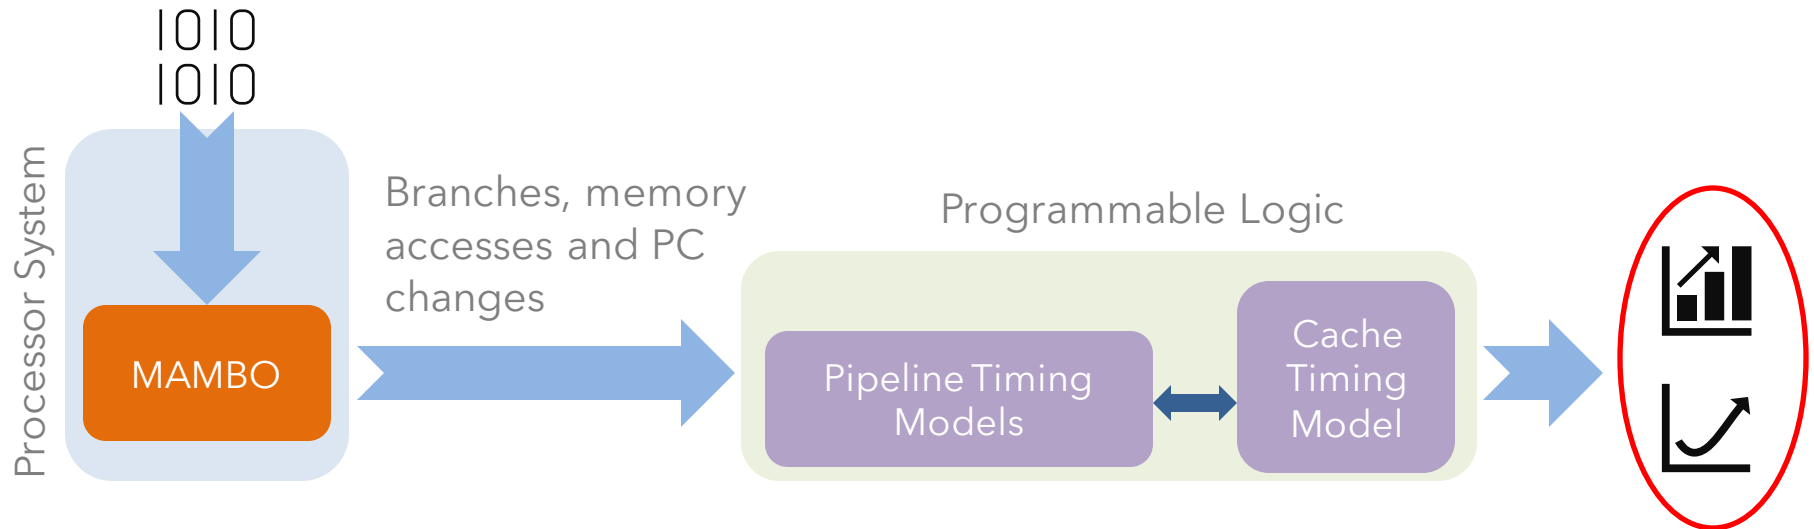 1010
1010
Processor System
MAMBO
Branches, memory
accesses and PC
changes
Programmable Logic
Pipeline Timing
Models
Cache
Timing
Model